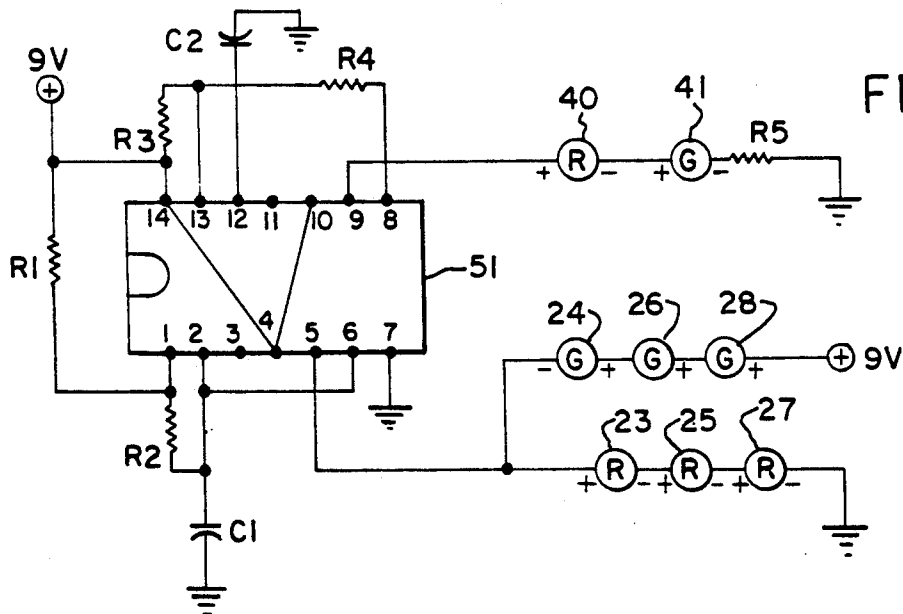 C2
9V
R4
R3
40
41
R5
FI
14 13 12 11 10 9 8
+ R - + G -
R1
51
1 2 3 4 5 6 7
24
26
28
- G + G + G +
9V
R2
23
25
27
+ R - + R - + R -
C1